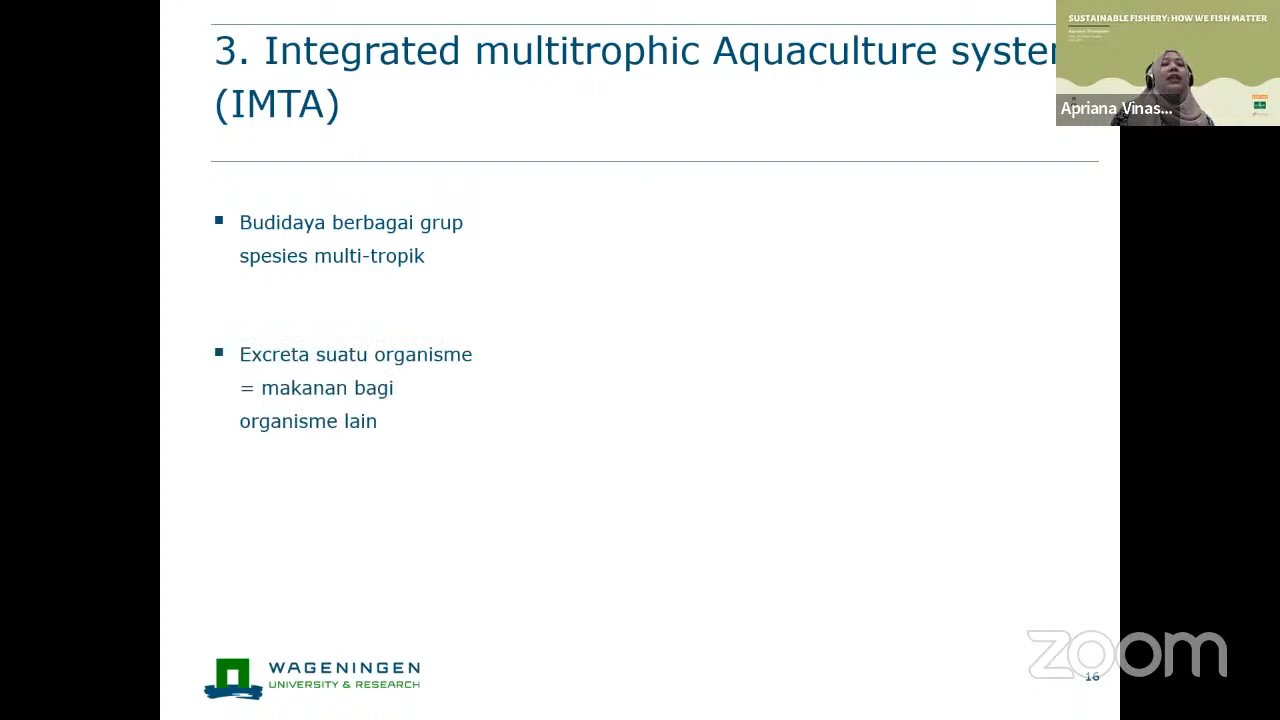 3. Integrated multitrophic Aquaculture syste
(IMTA)
SUSTAINABLE FISHERY: HOW WE FISH MATTER
Apriana Vinas...
Budidaya berbagai grup
spesies multi-tropik
Excreta suatu organisme
= makanan bagi
organisme lain
WAGENINGEN
UNIVERSITY & RESEARCH
zoom
16